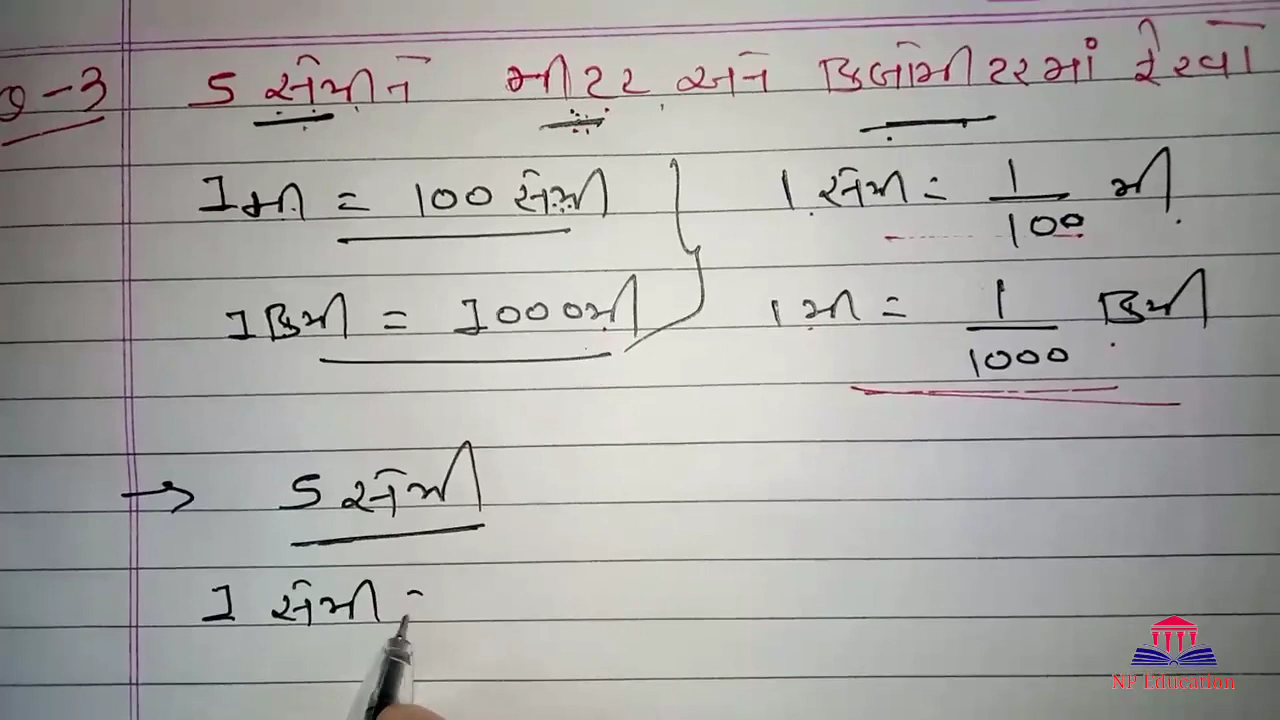 Q-3 5 સેમીને મીટર અને કિલોમીટરમાં ફેરવો
1મી = 100 સેમી
1 સેમી = 1/100 મી
1કિમી = 1000મી
1 મી = 1/1000 કિમી
→ 5 સેમી
1 સેમી =
NP Education